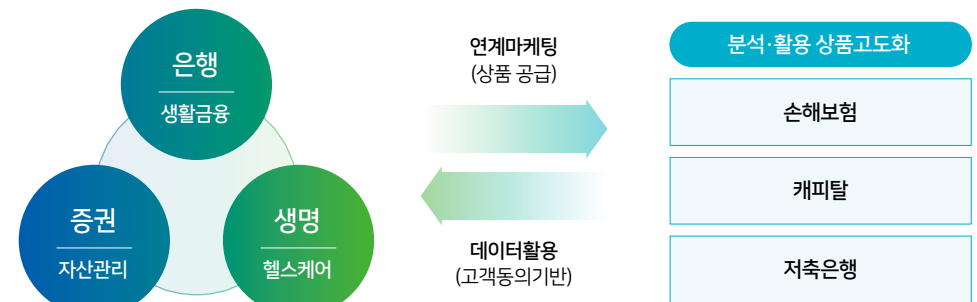 은행
생활금융
증권
자산관리
생명
헬스케어
연계마케팅
(상품 공급)
데이터활용
(고객동의기반)
분석·활용 상품고도화
손해보험
캐피탈
저축은행